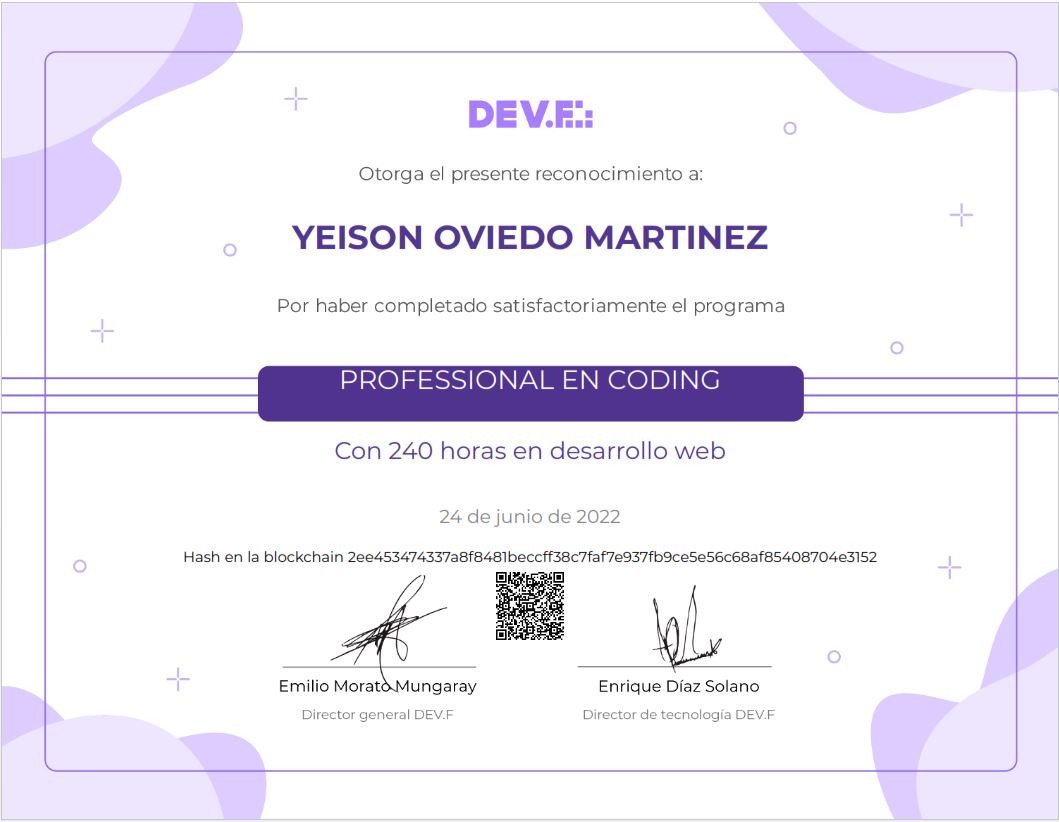 DEV.F
Otorga el presente reconocimiento a:
YEISON OVIEDO MARTINEZ
Por haber completado satisfactoriamente el programa
PROFESSIONAL EN CODING
Con 240 horas en desarrollo web
24 de junio de 2022
Hash en la blockchain 2ee453474337a8f8481beccff38c7faf7e937fb9ce5e56c68af85408704e3152
Emilio Morato Mungaray
Enrique Díaz Solano
Director general DEV.F
Director de tecnología DEV.F